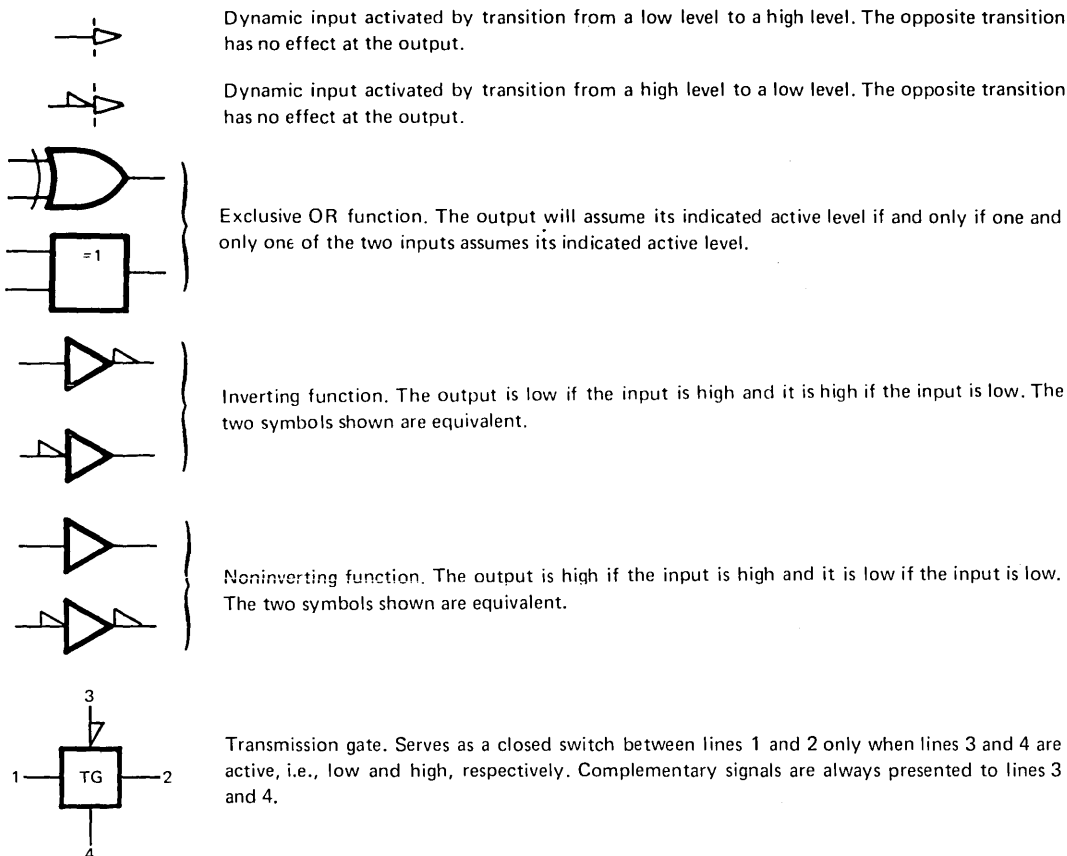 Dynamic input activated by transition from a low level to a high level. The opposite transition
has no effect at the output.
Dynamic input activated by transition from a high level to a low level. The opposite transition
has no effect at the output.
Exclusive OR function. The output will assume its indicated active level if and only if one and
only one of the two inputs assumes its indicated active level.
=1
Inverting function. The output is low if the input is high and it is high if the input is low. The
two symbols shown are equivalent.
Noninverting function. The output is high if the input is high and it is low if the input is low.
The two symbols shown are equivalent.
3
Transmission gate. Serves as a closed switch between lines 1 and 2 only when lines 3 and 4 are
1 TG 2
active, i.e., low and high, respectively. Complementary signals are always presented to lines 3
and 4.
4